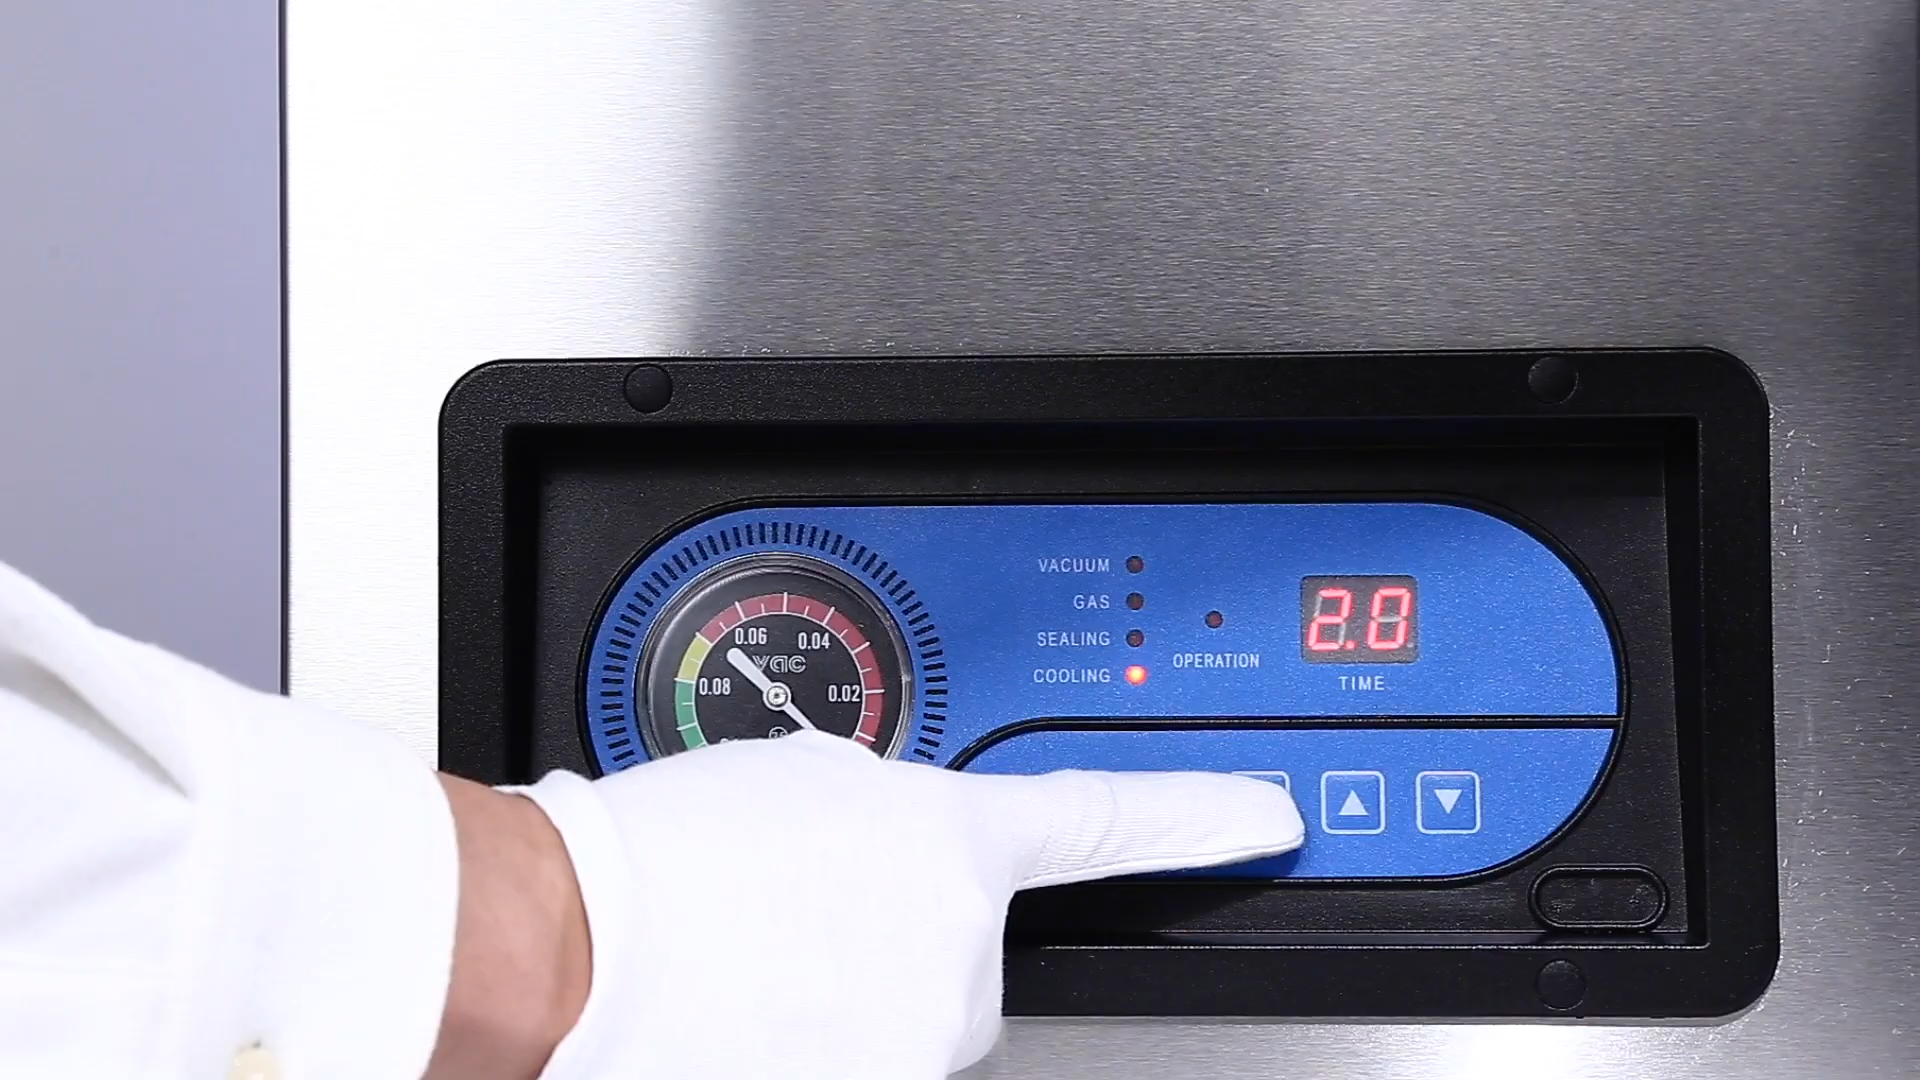 VACUUM
GAS
SEALING
COOLING
OPERATION
2.0
TIME
0.06 0.04
vac
0.08 0.02